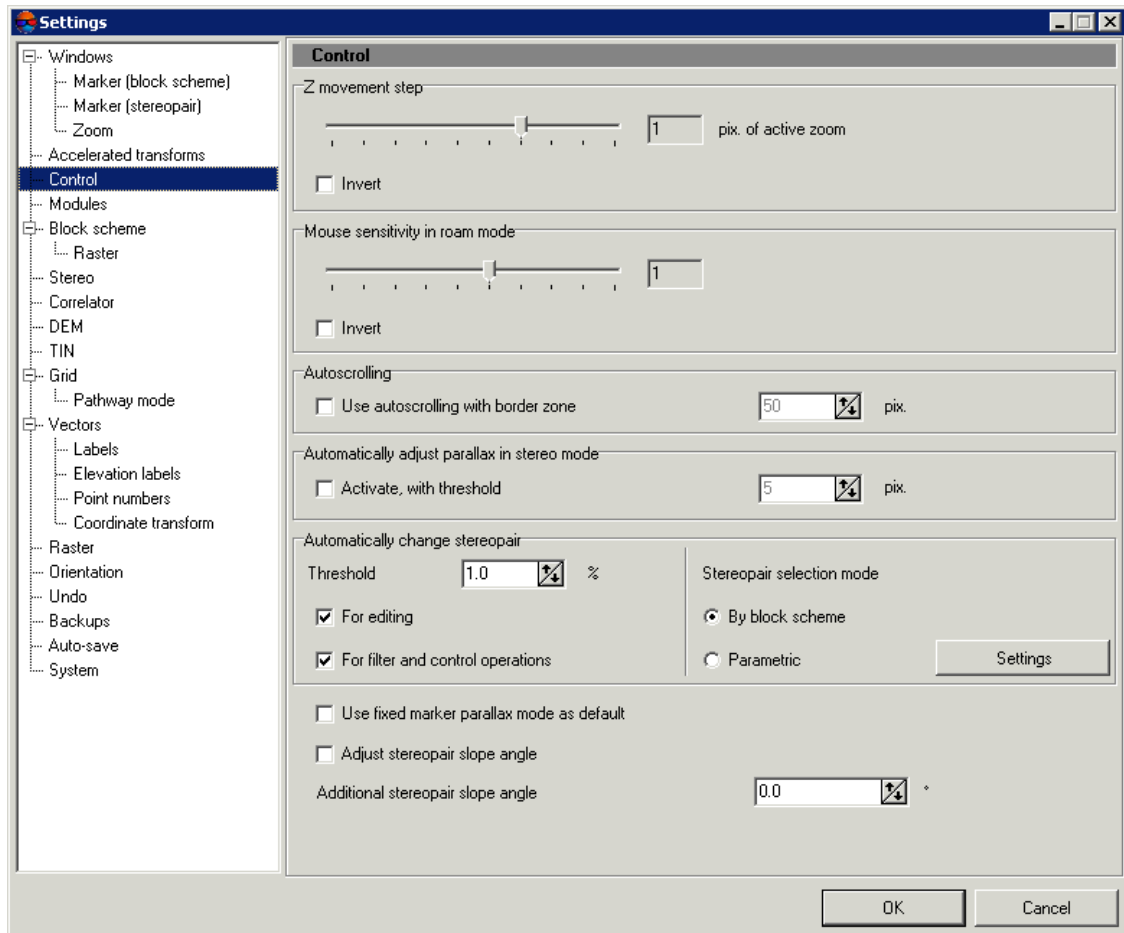 Settings
Windows
Marker (block scheme)
Marker (stereopair)
Zoom
Accelerated transforms
Control
Modules
Block scheme
Raster
Stereo
Correlator
DEM
TIN
Grid
Pathway mode
Vectors
Labels
Elevation labels
Point numbers
Coordinate transform
Raster
Orientation
Undo
Backups
Auto-save
System
Control
Z movement step
1 pix. of active zoom
Invert
Mouse sensitivity in roam mode
1
Invert
Autoscrolling
Use autoscrolling with border zone 50 pix.
Automatically adjust parallax in stereo mode
Activate, with threshold 5 pix.
Automatically change stereopair
Threshold 1.0 %
For editing
For filter and control operations
Stereopair selection mode
By block scheme
Parametric Settings
Use fixed marker parallax mode as default
Adjust stereopair slope angle
Additional stereopair slope angle 0.0 °
OK Cancel